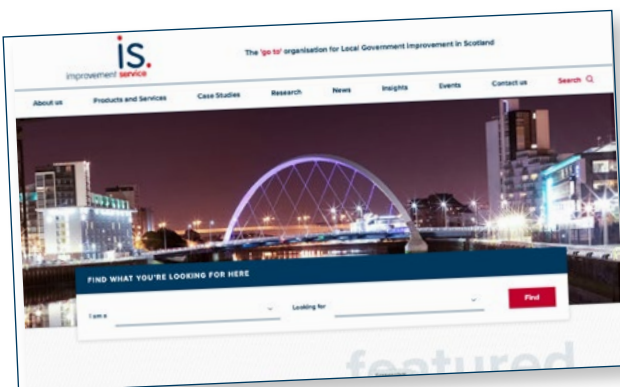 is.
improvement service
The 'go to' organisation for Local Government improvement in Scotland
About us Products and Services Case Studies Research News Insights Events Contact us Search
FIND WHAT YOU'RE LOOKING FOR HERE
I am a Looking for Find
featured